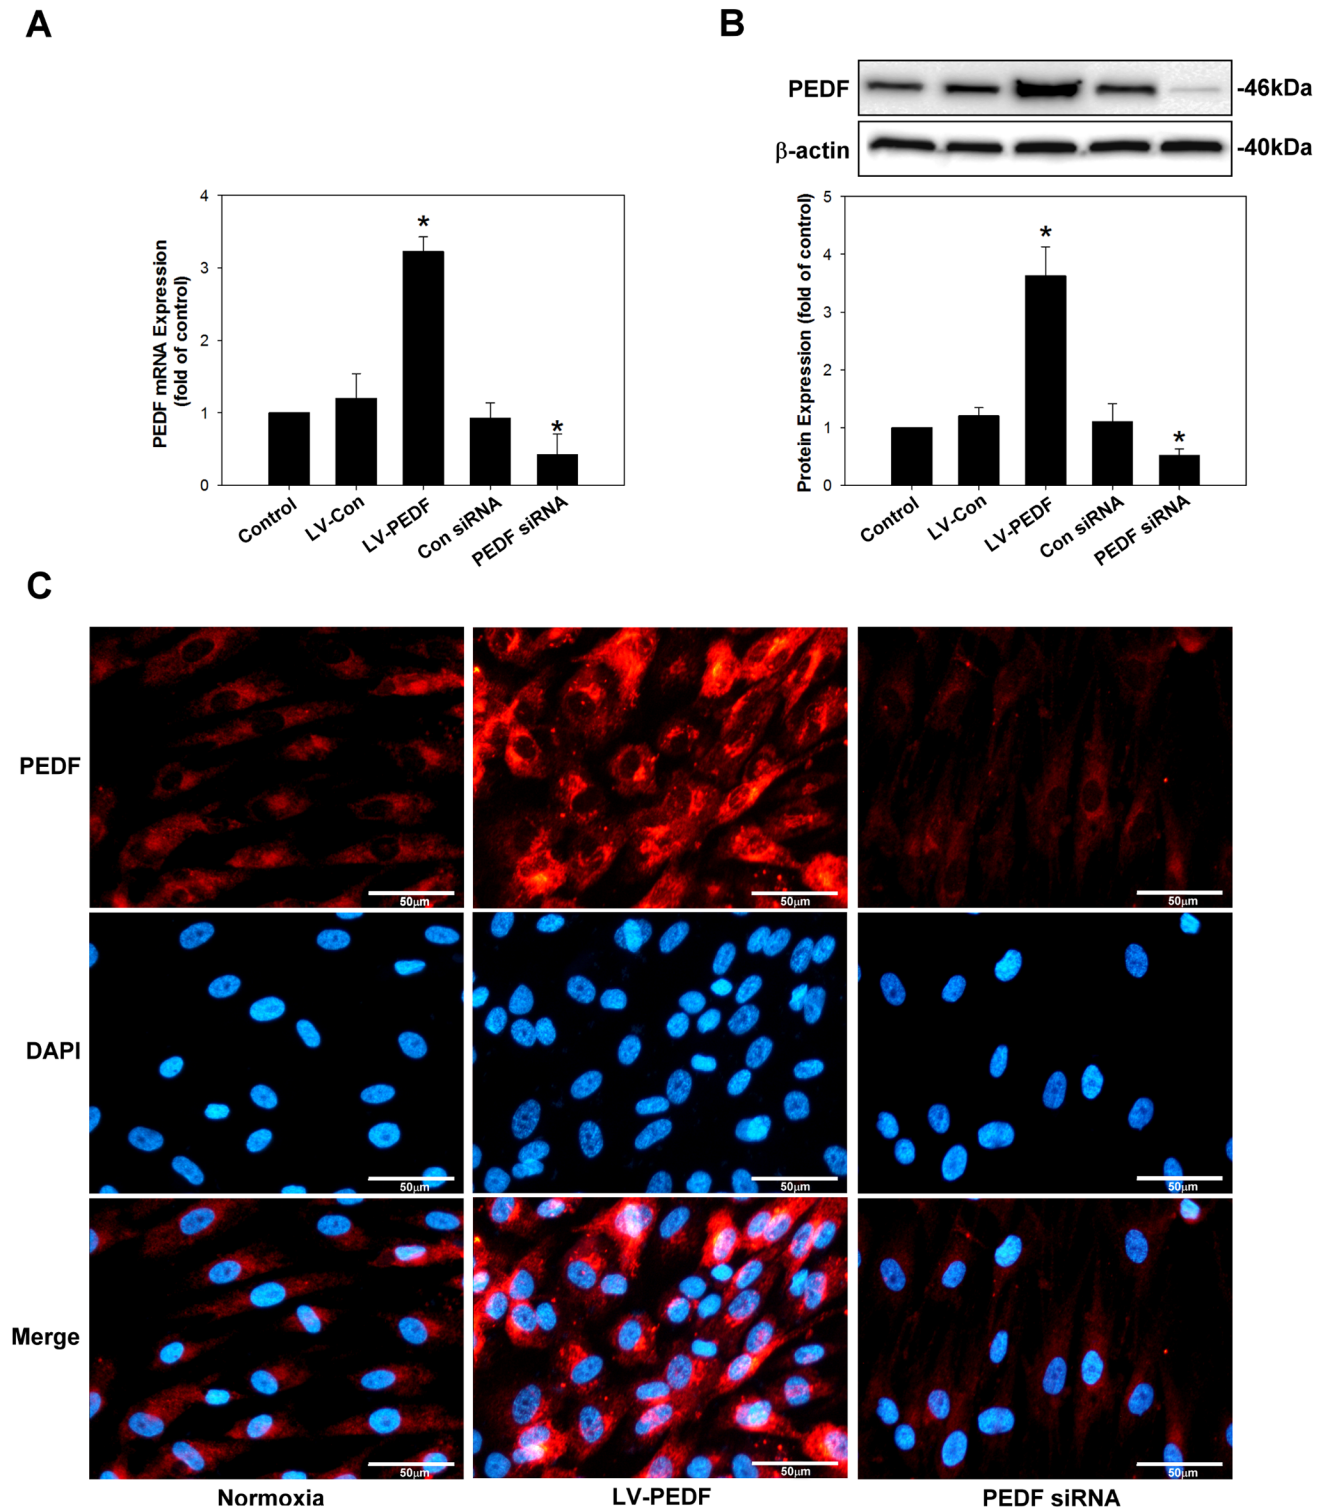 A
B
PEDF
-46kDa
β-actin
-40kDa
PEDF mRNA Expression
(fold of control)
4
3
2
1
0
*
*
Control
LV-Con
LV-PEDF
Con siRNA
PEDF siRNA
Protein Expression (fold of control)
5
4
3
2
1
0
*
*
Control
LV-Con
LV-PEDF
Con siRNA
PEDF siRNA
C
PEDF
50μm
50μm
50μm
DAPI
50μm
50μm
50μm
Merge
50μm
50μm
50μm
Normoxia
LV-PEDF
PEDF siRNA